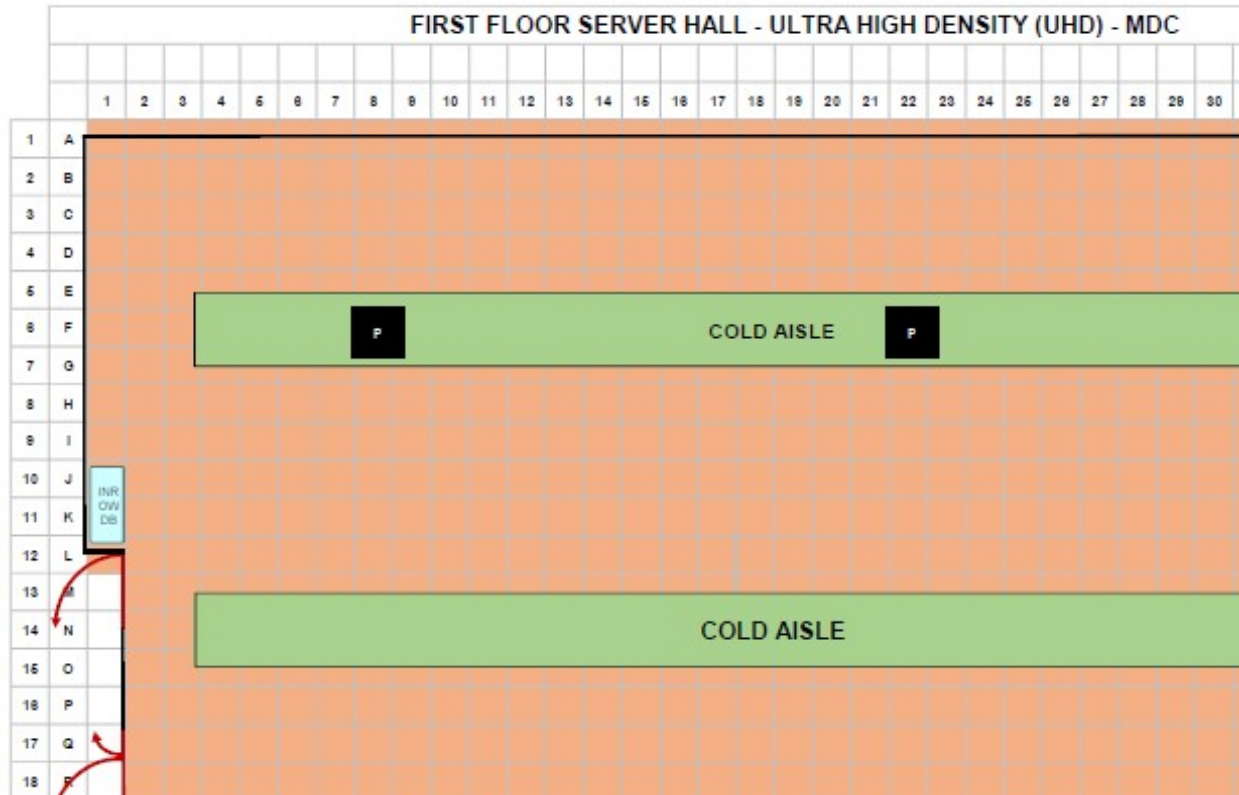 FIRST FLOOR SERVER HALL - ULTRA HIGH DENSITY (UHD) - MDC
1 2 3 4 5 6 7 8 9 10 11 12 13 14 15 16 17 18 19 20 21 22 23 24 25 26 27 28 29 30
1 A
2 B
3 C
4 D
5 E
6 F P COLD AISLE P
7 G
8 H
9 I
10 J
INR
OW
11 K DB
12 L
13 M
14 N COLD AISLE
15 O
16 P
17 Q
18 R